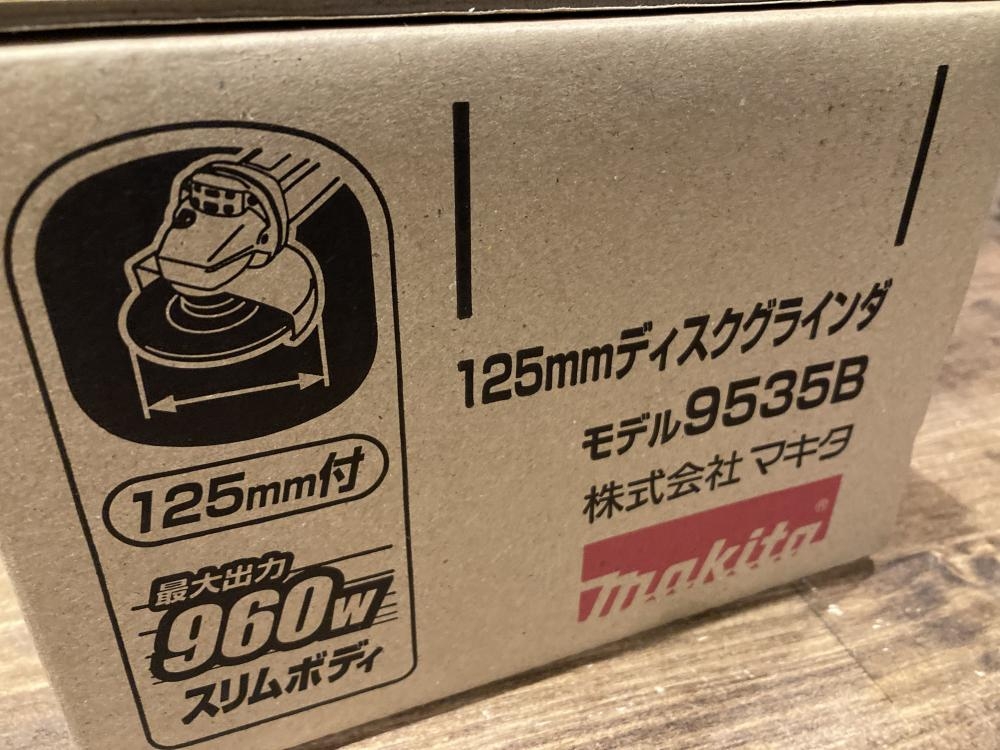 125mm付
最大出力
960W
スリムボディ
125mmディスクグラインダ
モデル9535B
株式会社 マキタ
makita®